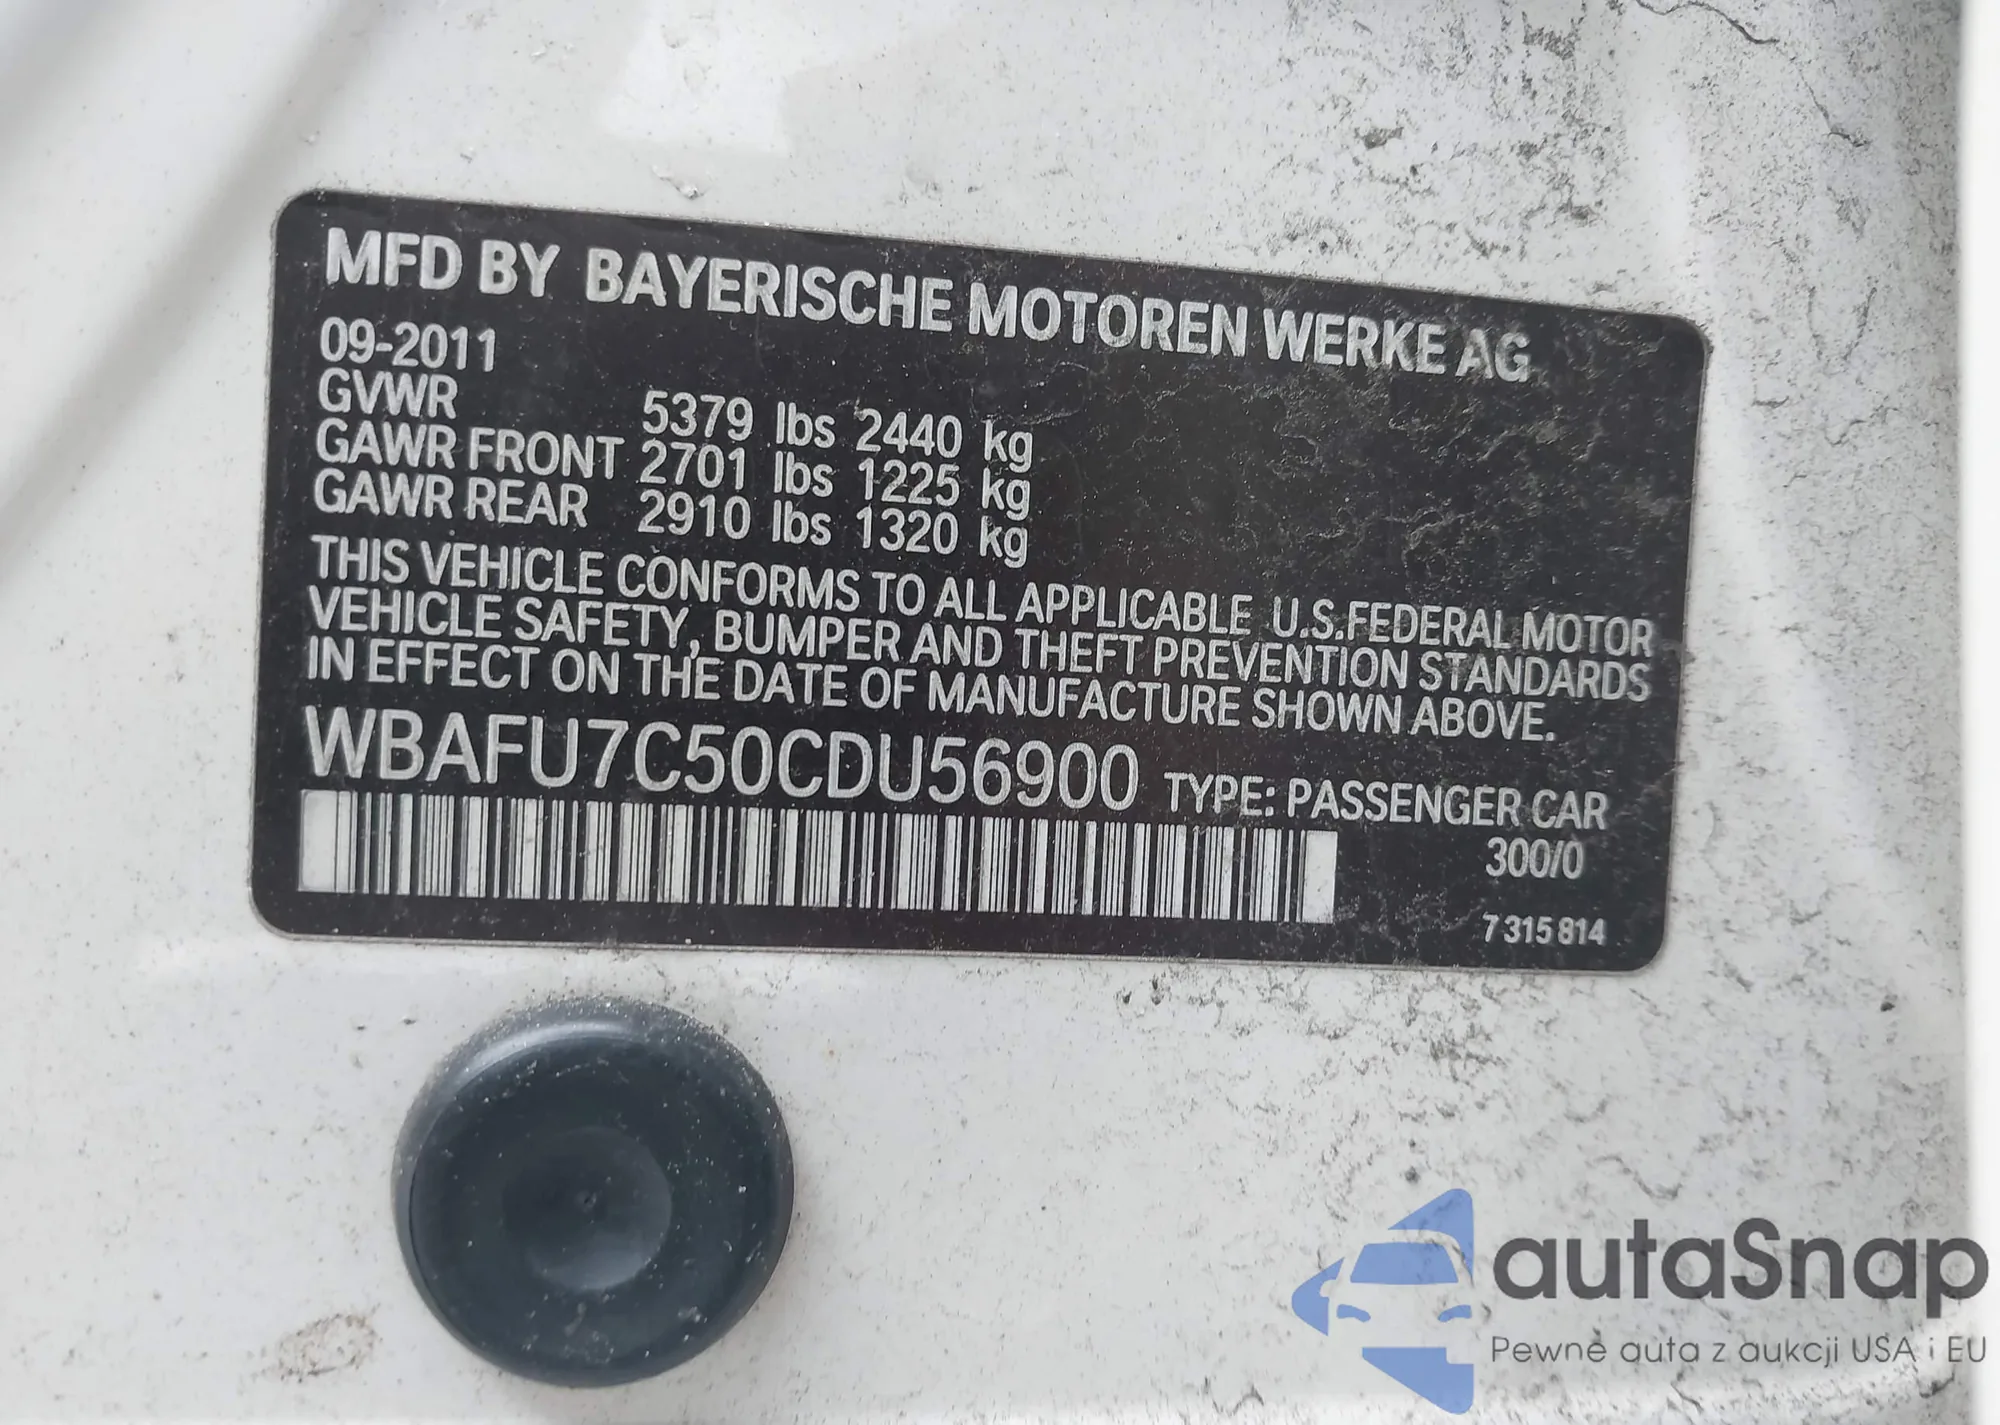 MFD BY BAYERISCHE MOTOREN WERKE AG
09-2011
GVWR 5379 lbs 2440 kg
GAWR FRONT 2701 lbs 1225 kg
GAWR REAR 2910 lbs 1320 kg
THIS VEHICLE CONFORMS TO ALL APPLICABLE U.S.FEDERAL MOTOR
VEHICLE SAFETY, BUMPER AND THEFT PREVENTION STANDARDS
IN EFFECT ON THE DATE OF MANUFACTURE SHOWN ABOVE.
WBAFU7C50CDU56900 TYPE: PASSENGER CAR
300/0
7 315 814
autaSnap
Pewne auta z aukcji USA i EU